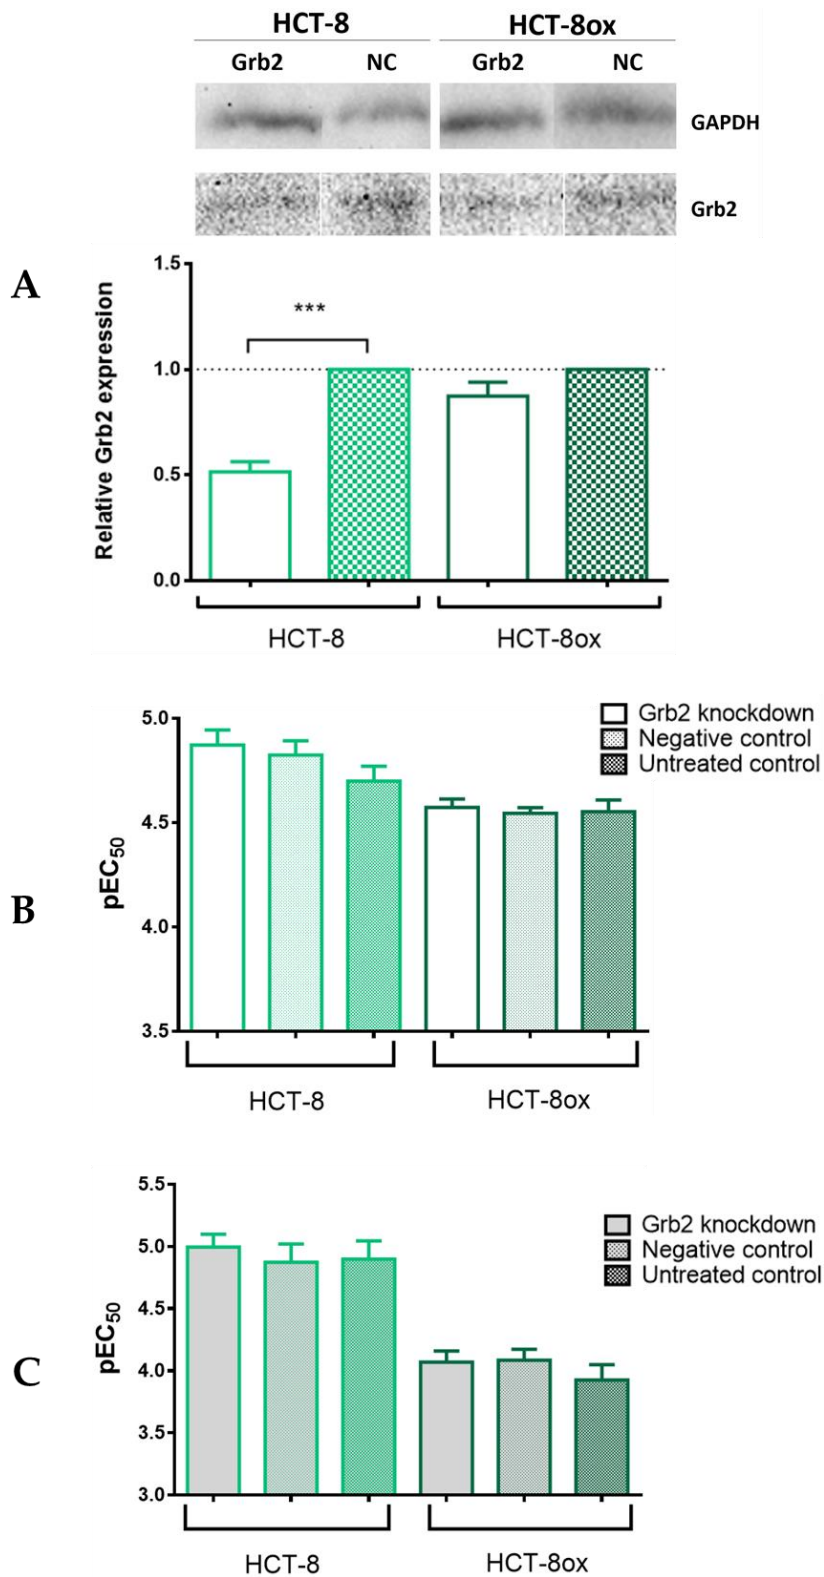 HCT-8 HCT-8ox
Grb2 NC Grb2 NC
GAPDH
Grb2
A
Relative Grb2 expression
1.5
***
1.0
0.5
0.0
HCT-8 HCT-8ox
B
pEC50
5.0
4.5
4.0
3.5
Grb2 knockdown
Negative control
Untreated control
HCT-8 HCT-8ox
C
pEC50
5.5
5.0
4.5
4.0
3.5
3.0
Grb2 knockdown
Negative control
Untreated control
HCT-8 HCT-8ox